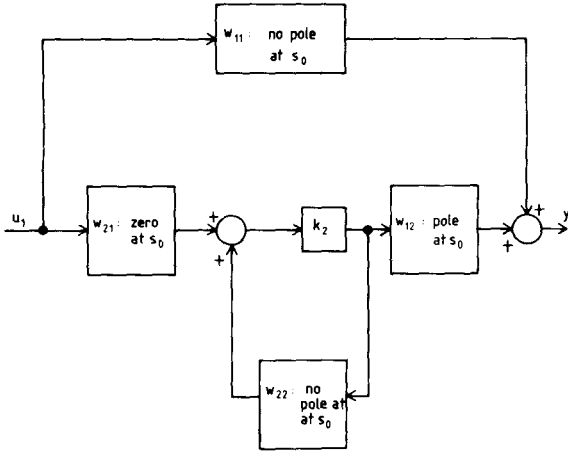 w₁₁: no pole
at s₀
u₁
w₂₁: zero
at s₀
+
+
k₂
w₁₂: pole
at s₀
+
+
y
w₂₂: no
pole at
at s₀